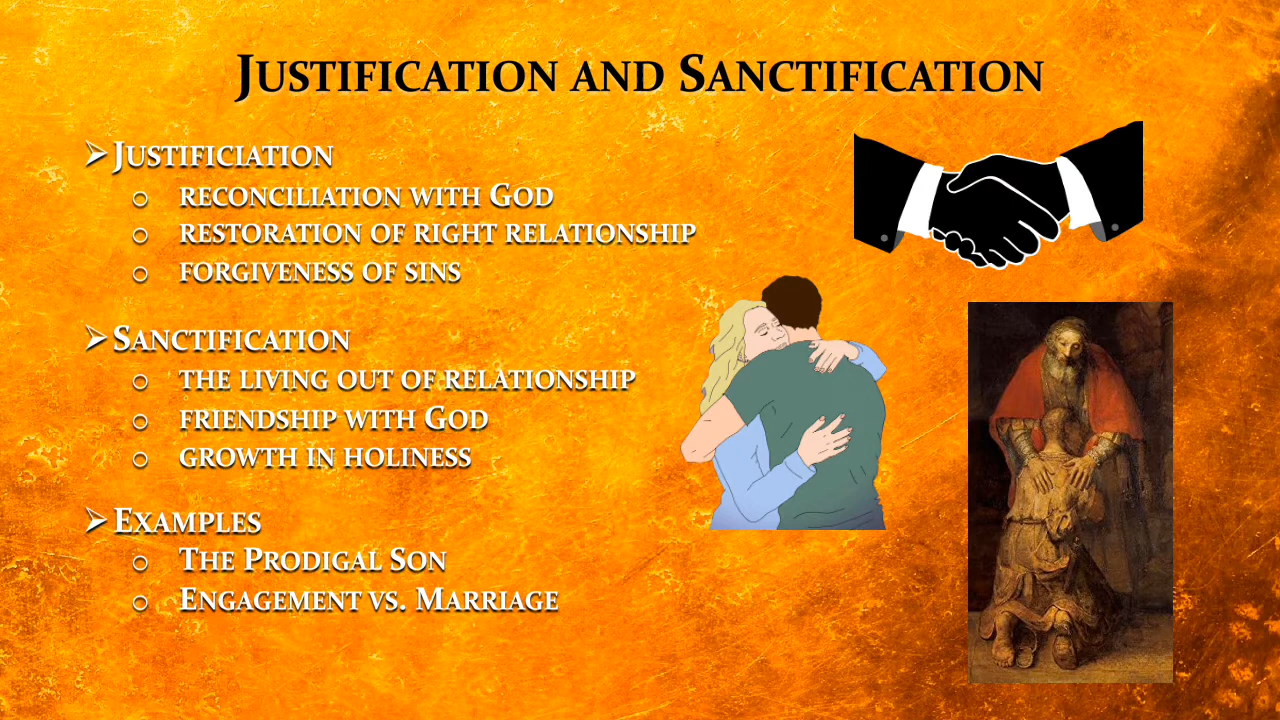 Justification and Sanctification
Justificiation
reconciliation with God
restoration of right relationship
forgiveness of sins
Sanctification
the living out of relationship
friendship with God
growth in holiness
Examples
The Prodigal Son
Engagement vs. Marriage